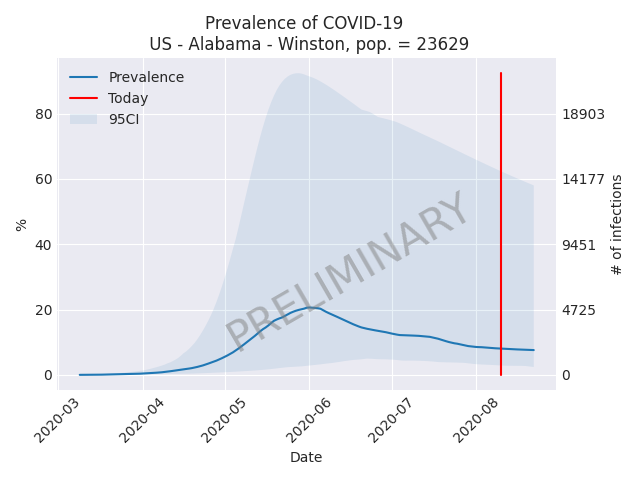 Prevalence of COVID-19
US - Alabama - Winston, pop. = 23629
Prevalence
Today
95CI
80
60
40
20
0
%
18903
14177
9451
4725
0
# of infections
PRELIMINARY
2020-03
2020-04
2020-05
2020-06
2020-07
2020-08
Date